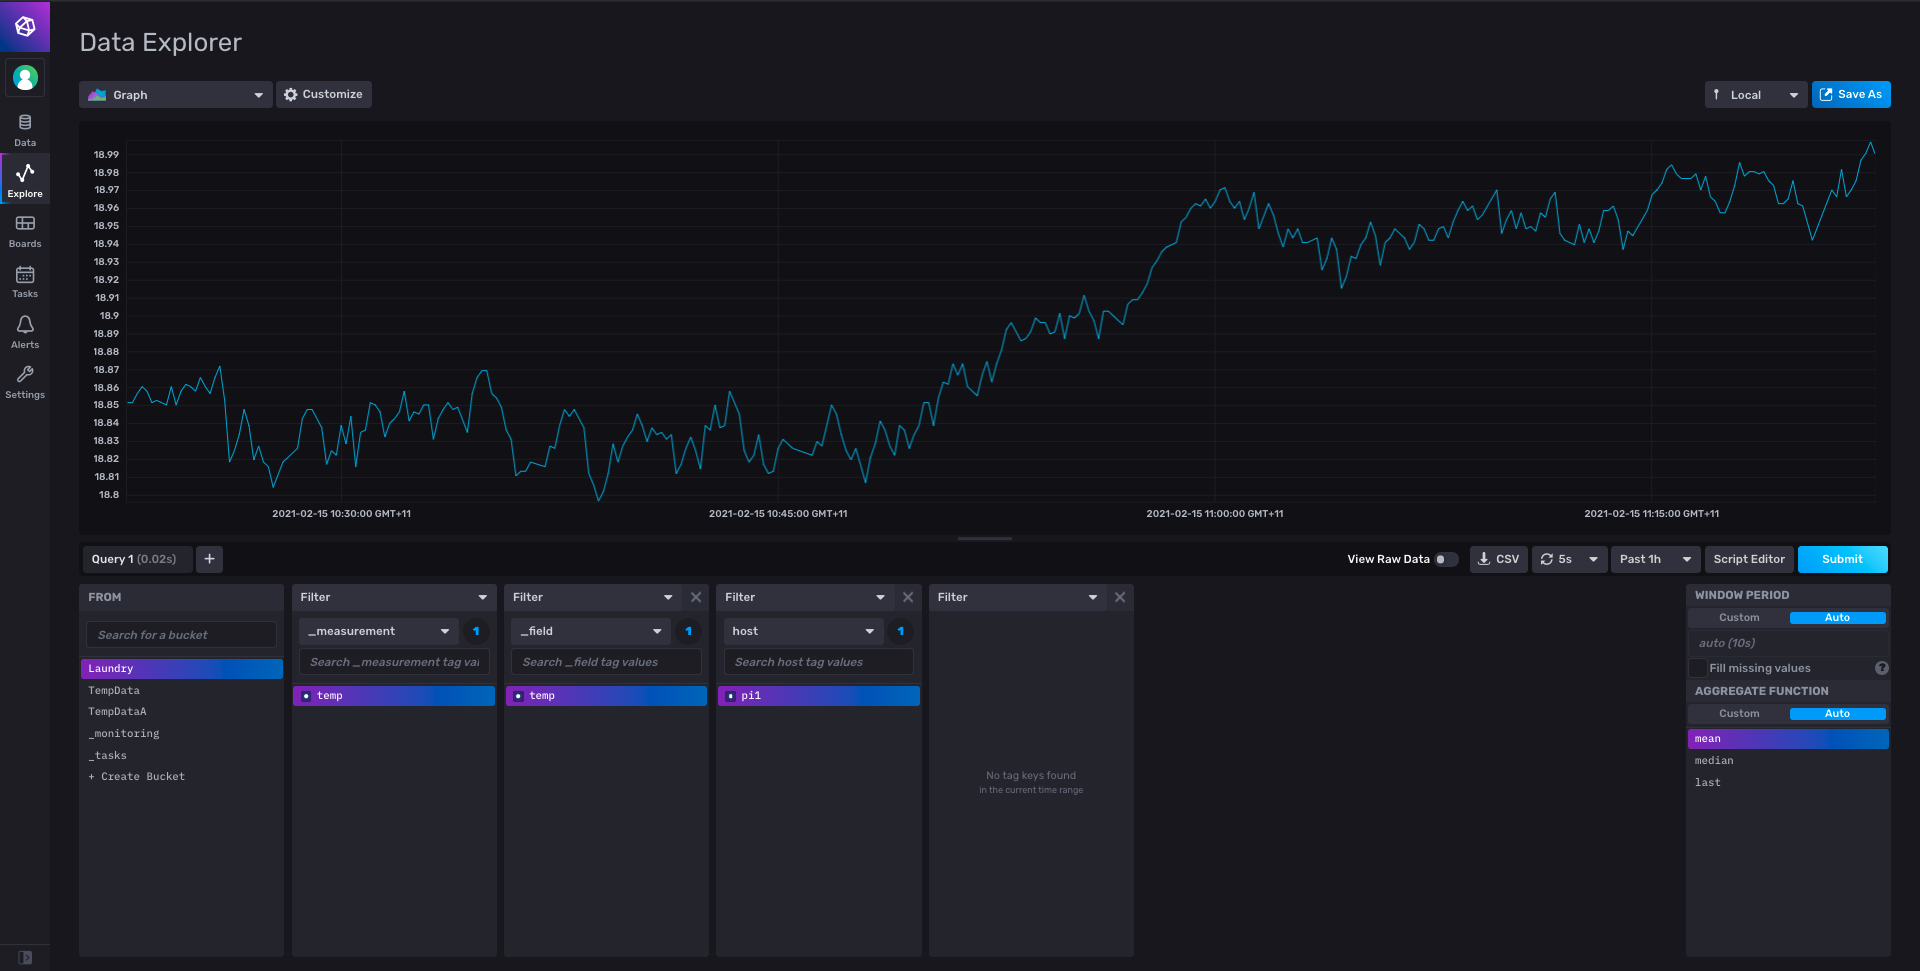 Data Explorer
Graph
Customize
Local
Save As
Data
Explore
Boards
Tasks
Alerts
Settings
18.99
18.98
18.97
18.96
18.95
18.94
18.93
18.92
18.91
18.9
18.89
18.88
18.87
18.86
18.85
18.84
18.83
18.82
18.81
18.8
2021-02-15 10:30:00 GMT+11
2021-02-15 10:45:00 GMT+11
2021-02-15 11:00:00 GMT+11
2021-02-15 11:15:00 GMT+11
Query 1 (0.02s)
+
View Raw Data
CSV
5s
Past 1h
Script Editor
Submit
FROM
Search for a bucket
Laundry
TempData
TempDataA
_monitoring
_tasks
+ Create Bucket
Filter
_measurement
1
Search _measurement tag val
temp
Filter
_field
1
Search _field tag values
temp
Filter
host
1
Search host tag values
pi1
Filter
No tag keys found
in the current time range
WINDOW PERIOD
Custom
Auto
auto (10s)
Fill missing values
?
AGGREGATE FUNCTION
Custom
Auto
mean
median
last